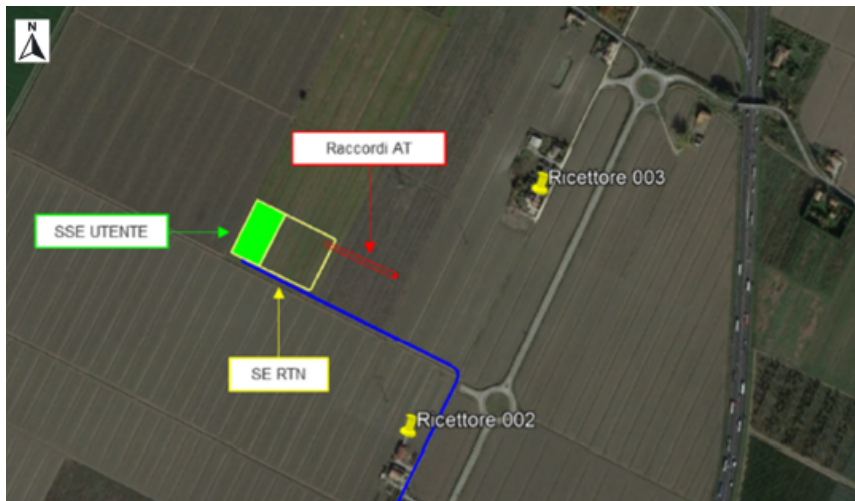 N
Raccordi AT
Ricettore 003
SSE UTENTE
SE RTN
Ricettore 002